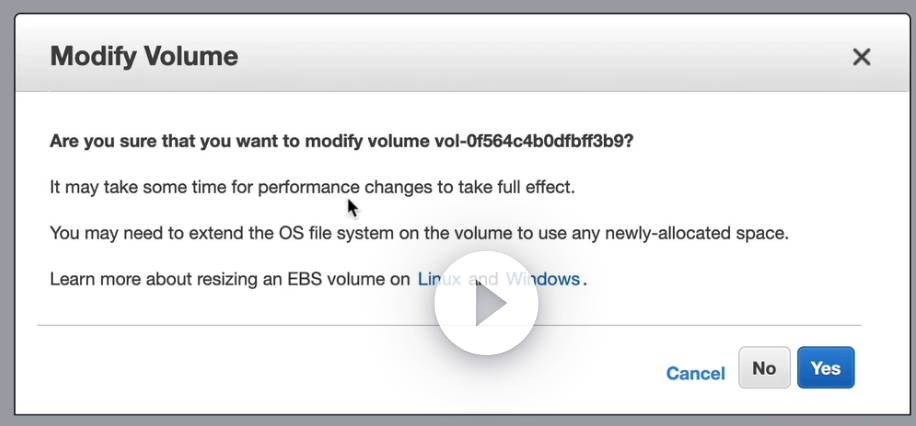 Modify Volume
Are you sure that you want to modify volume vol-0f564c4b0dfbff3b9?
It may take some time for performance changes to take full effect.
You may need to extend the OS file system on the volume to use any newly-allocated space.
Learn more about resizing an EBS volume on Linux and Windows.
Cancel No Yes